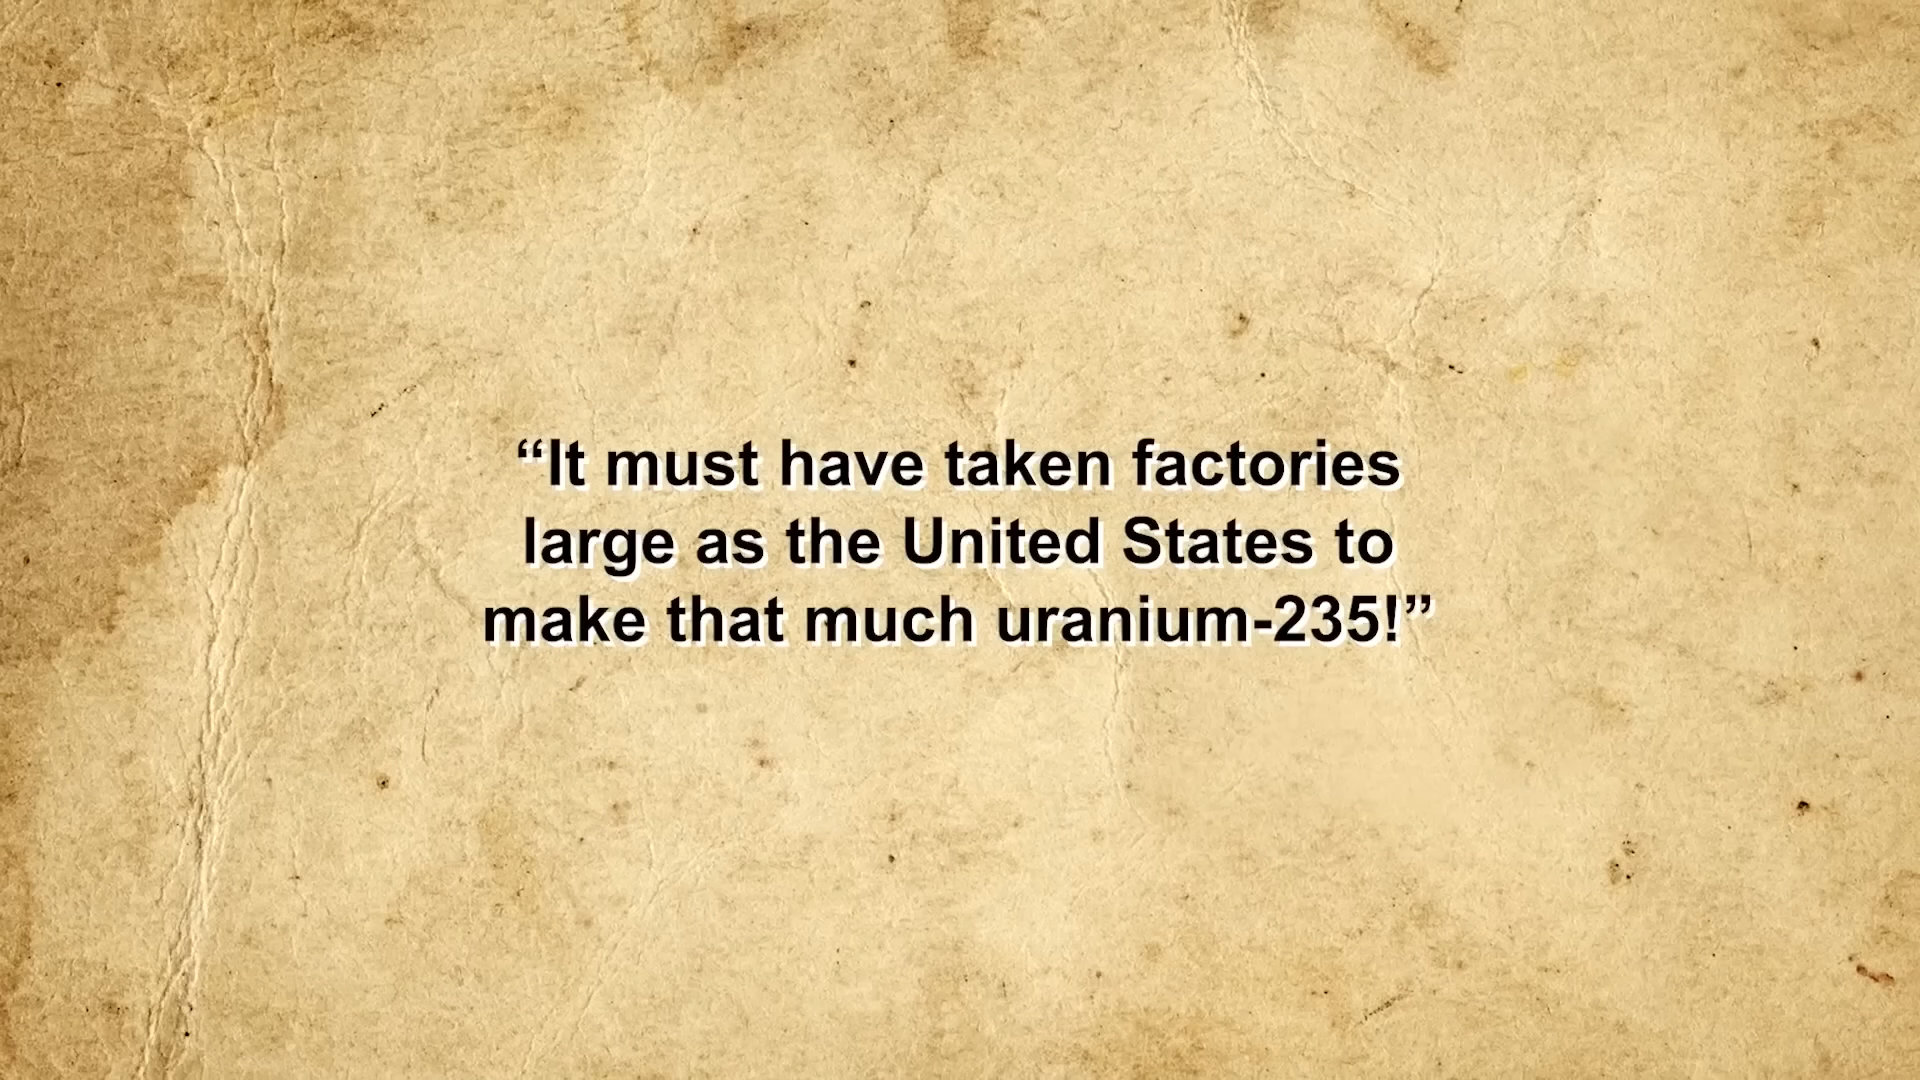 “It must have taken factories
large as the United States to
make that much uranium-235!”